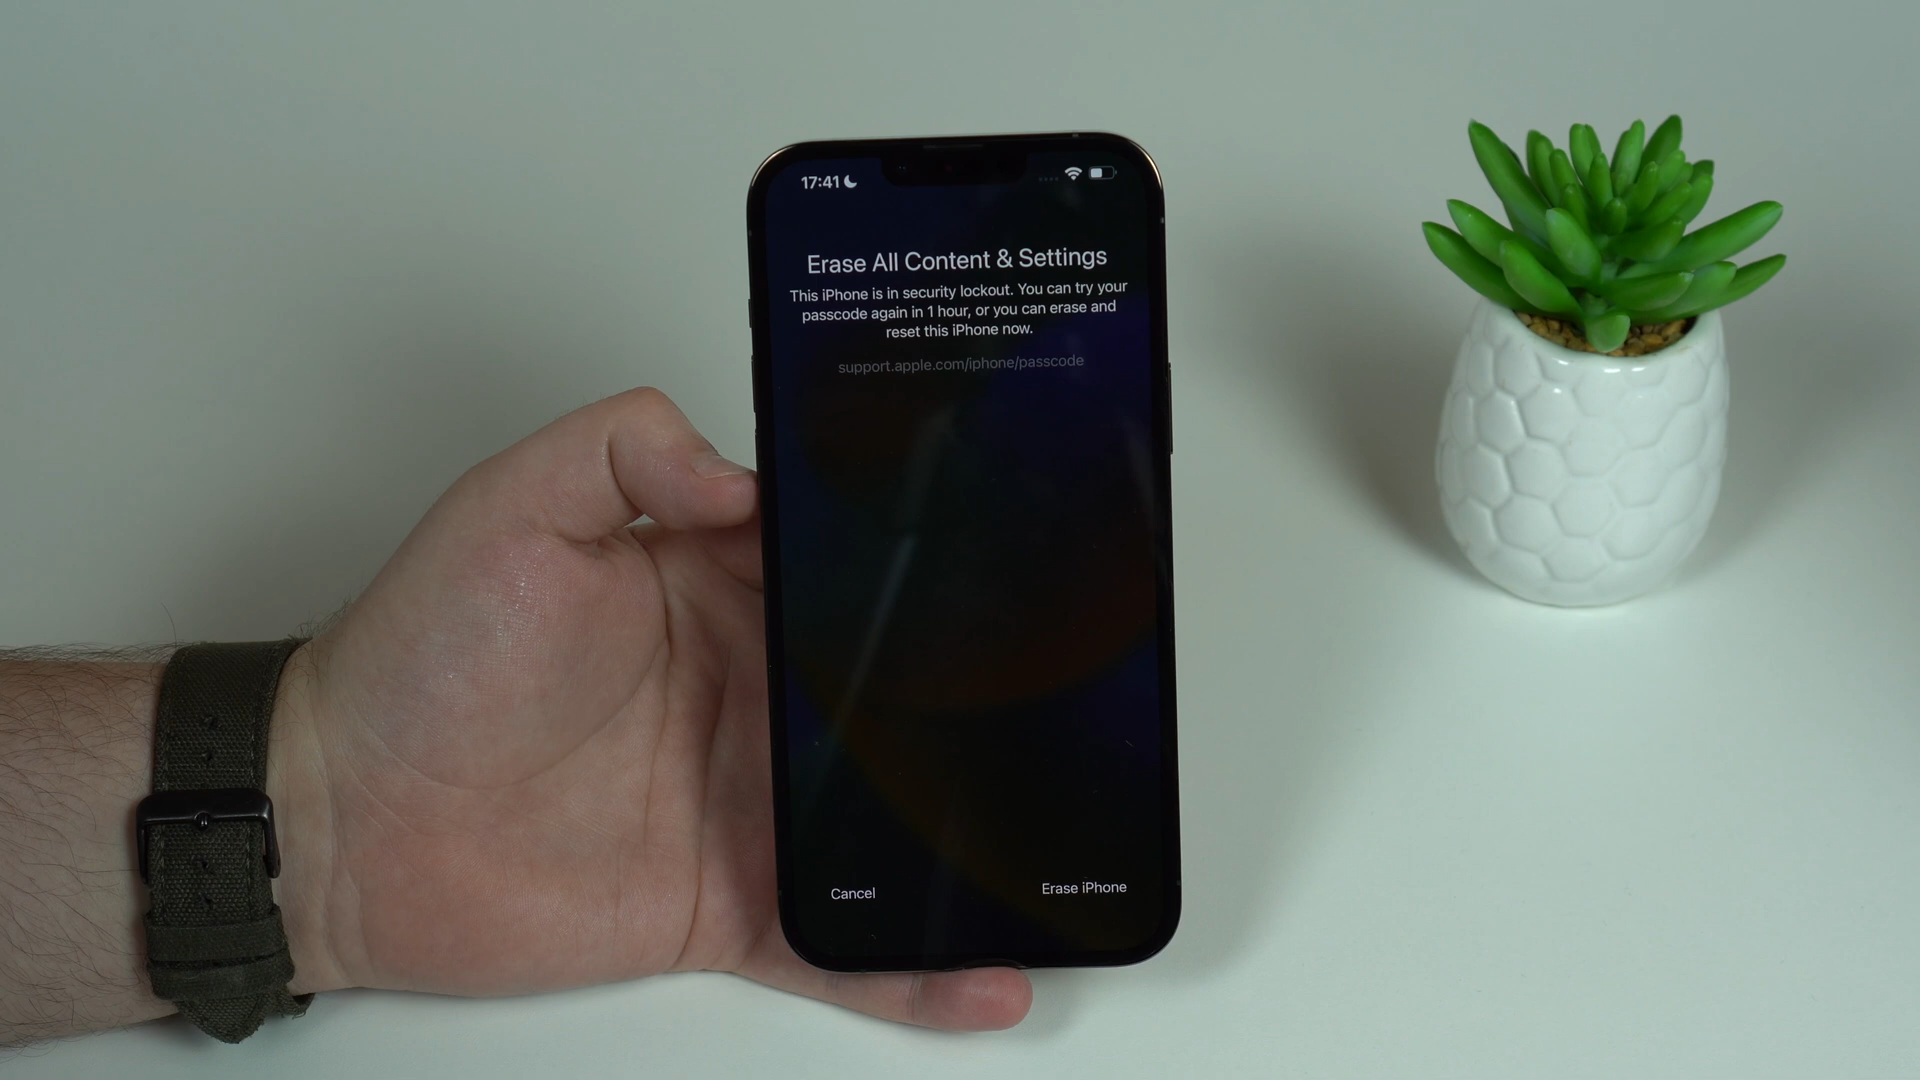 17:41
Erase All Content & Settings
This iPhone is in security lockout. You can try your
passcode again in 1 hour, or you can erase and
reset this iPhone now.
support.apple.com/iphone/passcode
Cancel
Erase iPhone